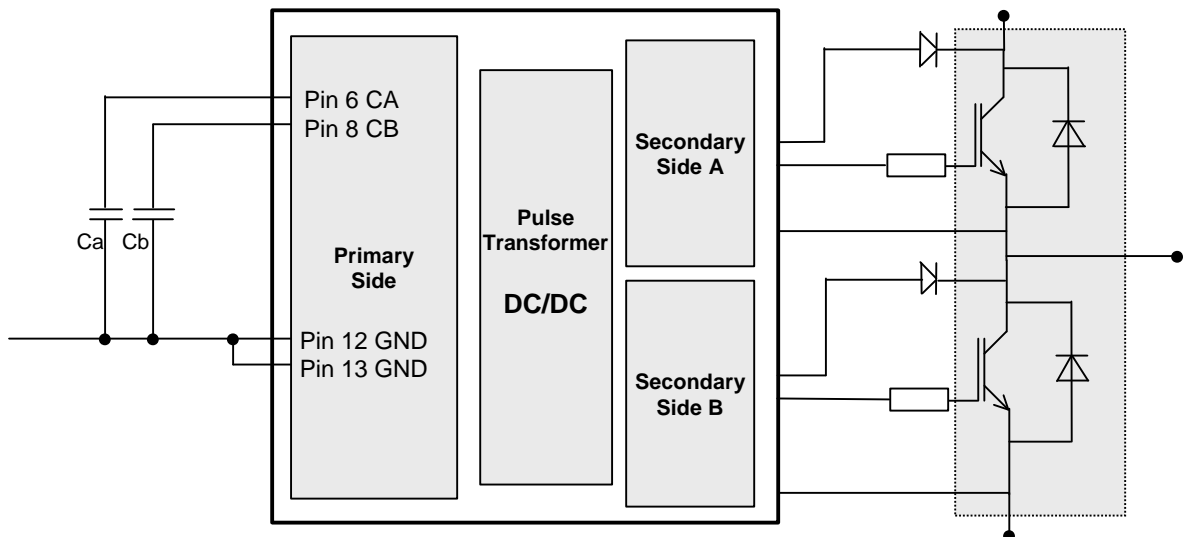 Pin 6 CA
Pin 8 CB
Ca
Cb
Primary
Side
Pin 12 GND
Pin 13 GND
Pulse
Transformer
DC/DC
Secondary
Side A
Secondary
Side B